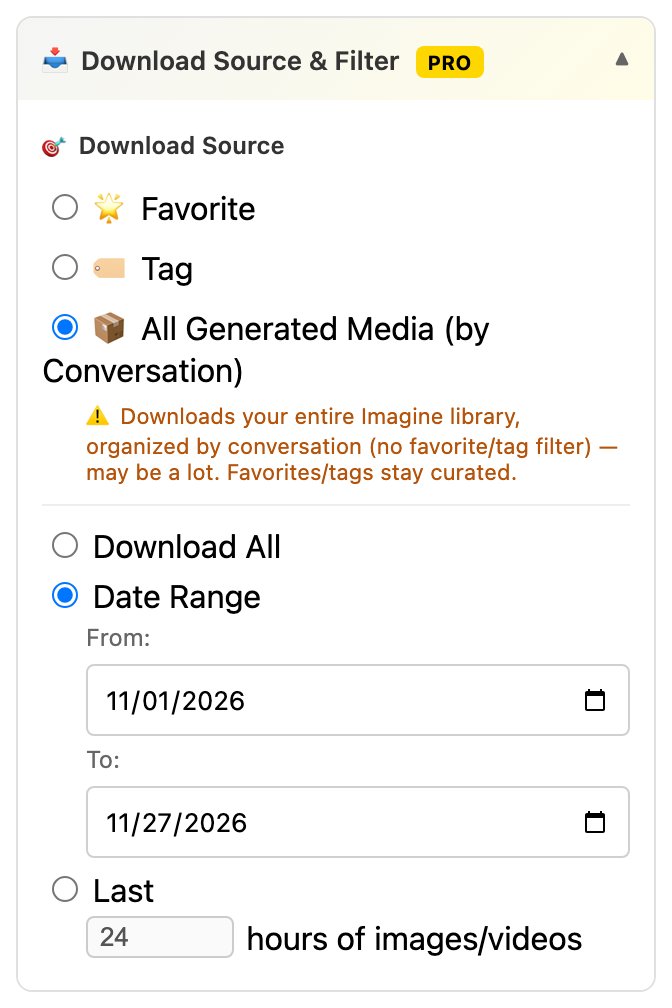 Download Source & Filter PRO
Download Source
Favorite
Tag
All Generated Media (by
Conversation)
Downloads your entire Imagine library,
organized by conversation (no favorite/tag filter) —
may be a lot. Favorites/tags stay curated.
Download All
Date Range
From:
11/01/2026
To:
11/27/2026
Last
24 hours of images/videos